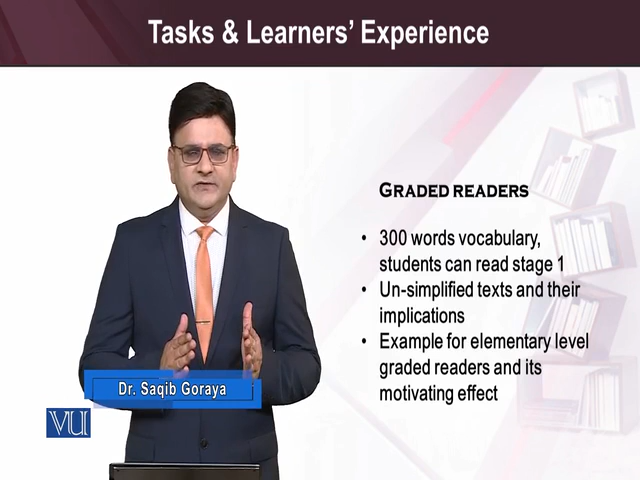 Tasks & Learners' Experience
GRADED READERS
• 300 words vocabulary,
students can read stage 1
• Un-simplified texts and their
implications
• Example for elementary level
graded readers and its
motivating effect
Dr. Saqib Goraya
VU